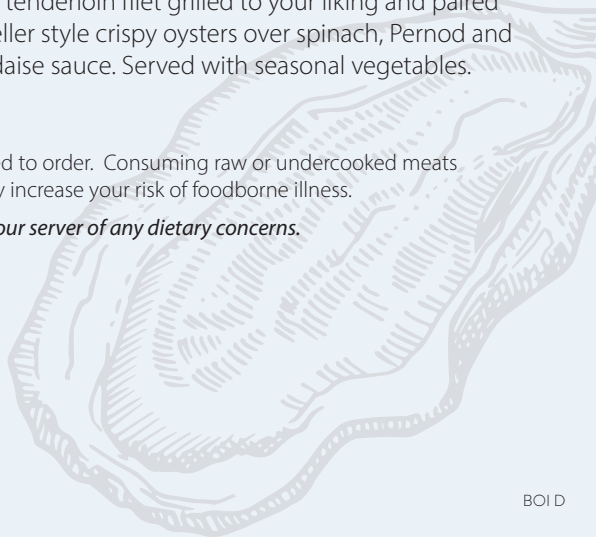 tenderloin filet grilled to your liking and paired
eller style crispy oysters over spinach, Pernod and
daise sauce. Served with seasonal vegetables.
ed to order. Consuming raw or undercooked meats
y increase your risk of foodborne illness.
our server of any dietary concerns.
BOI D